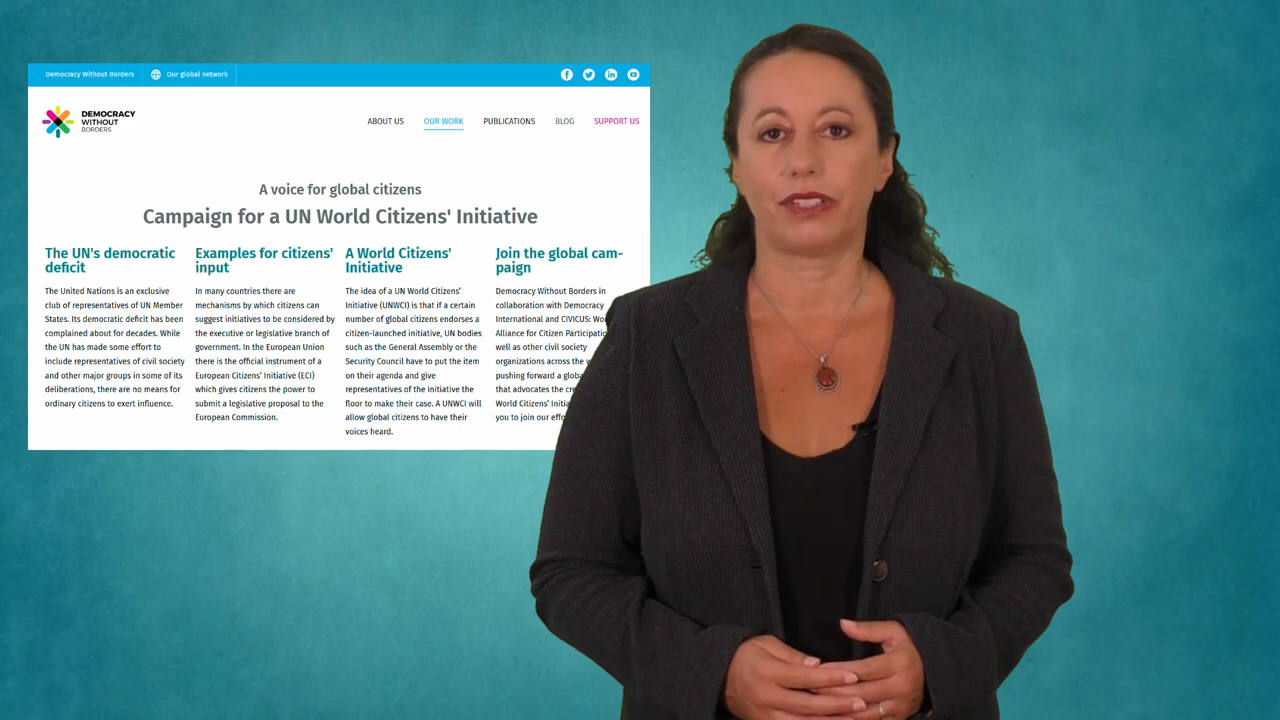 Democracy Without Borders
Our global network
DEMOCRACY
WITHOUT
BORDERS
ABOUT US
OUR WORK
PUBLICATIONS
BLOG
SUPPORT US
A voice for global citizens
Campaign for a UN World Citizens' Initiative
The UN's democratic
deficit
The United Nations is an exclusive
club of representatives of UN Member
States. Its democratic deficit has been
complained about for decades. While
the UN has made some effort to
include representatives of civil society
and other major groups in some of its
deliberations, there are no means for
ordinary citizens to exert influence.
Examples for citizens'
input
In many countries there are
mechanisms by which citizens can
suggest initiatives to be considered by
the executive or legislative branch of
government. In the European Union
there is the official instrument of a
European Citizens' Initiative (ECI)
which gives citizens the power to
submit a legislative proposal to the
European Commission.
A World Citizens'
Initiative
The idea of a UN World Citizens'
Initiative (UNWCI) is that if a certain
number of global citizens endorses a
citizen-launched initiative, UN bodies
such as the General Assembly or the
Security Council have to put the item
on their agenda and give
representatives of the initiative the
floor to make their case. A UNWCI will
allow global citizens to have their
voices heard.
Join the global cam-
paign
Democracy Without Borders in
collaboration with Democracy
International and CIVICUS:
Alliance for Citizen
well as other civil society
organizations across the
pushing forward a
that advocates the
World Citizens'
you to join our